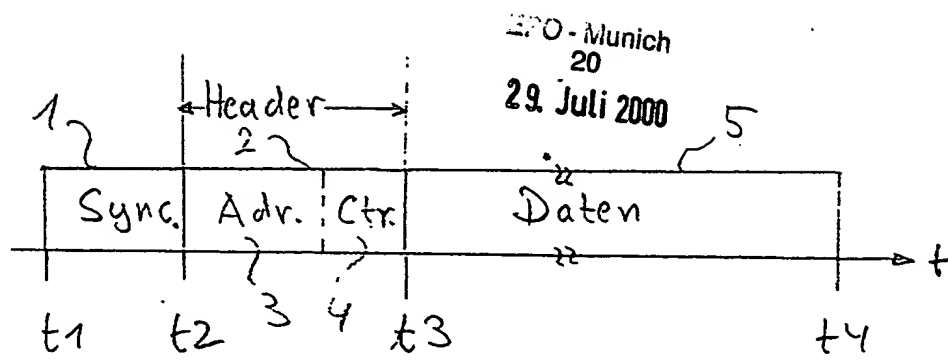 EPO - Munich
20
29. Juli 2000
Header
1 2 5
Sync. Adr. Ctr. Daten
t
3 4
t1 t2 t3 t4